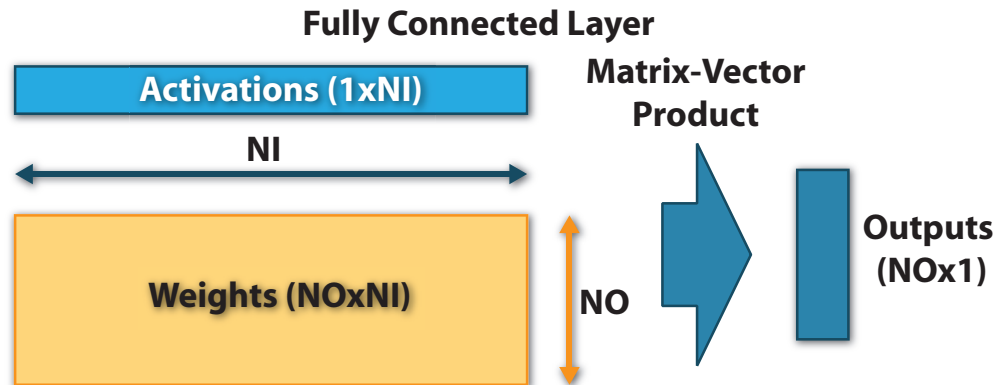 Fully Connected Layer
Activations (1xNI)
Matrix-Vector
Product
NI
Weights (NOxNI)
NO
Outputs
(NOx1)